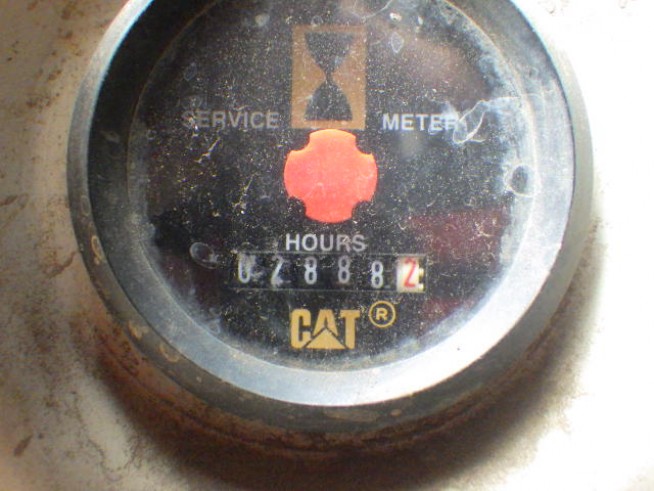 SERVICE METER
HOURS
028882
CAT ®